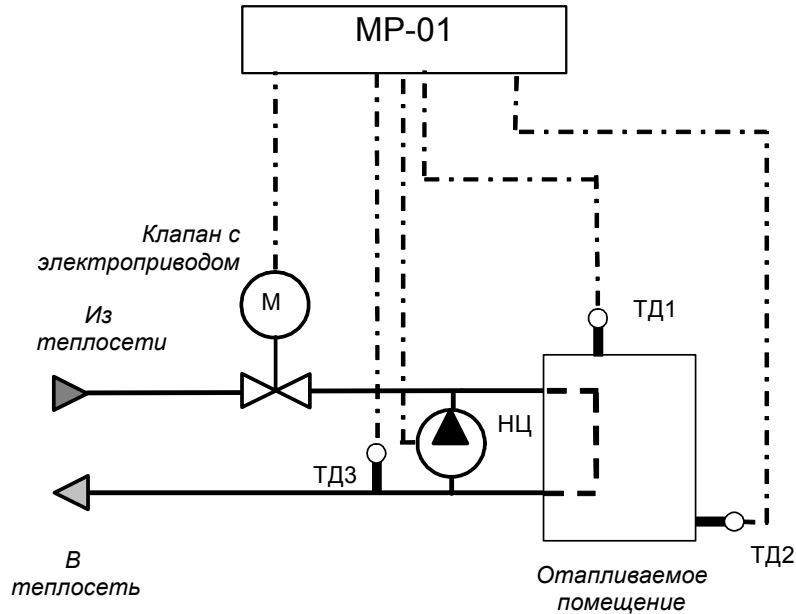 МР-01
Клапан с
электроприводом
М
Из
теплосети
ТД1
НЦ
ТД3
В
теплосеть
ТД2
Отапливаемое
помещение